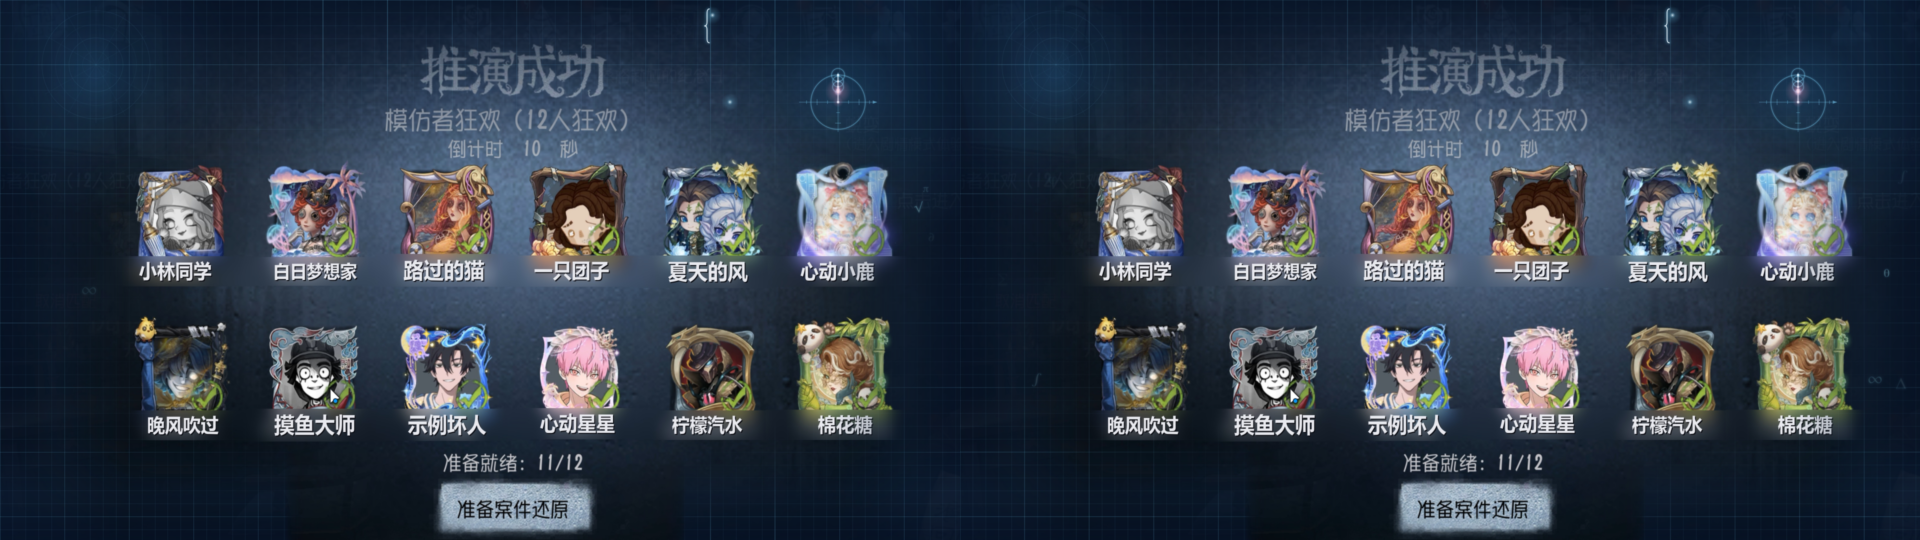 推演成功
模仿者狂欢（12人狂欢）
倒计时 10 秒
小林同学 白日梦想家 路过的猫 一只团子 夏天的风 心动小鹿
晚风吹过 摸鱼大师 示例坏人 心动星星 柠檬汽水 棉花糖
准备就绪：11/12
准备案件还原
推演成功
模仿者狂欢（12人狂欢）
倒计时 10 秒
小林同学 白日梦想家 路过的猫 一只团子 夏天的风 心动小鹿
晚风吹过 摸鱼大师 示例坏人 心动星星 柠檬汽水 棉花糖
准备就绪：11/12
准备案件还原